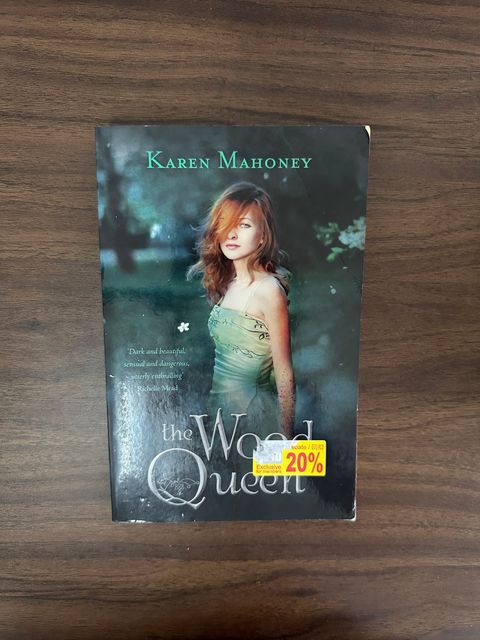 KAREN MAHONEY
'Dark and beautiful,
sensual and dangerous,
utterly enthralling'
Richelle Mead
the Wood
Queen
Exclusive
for members
20%